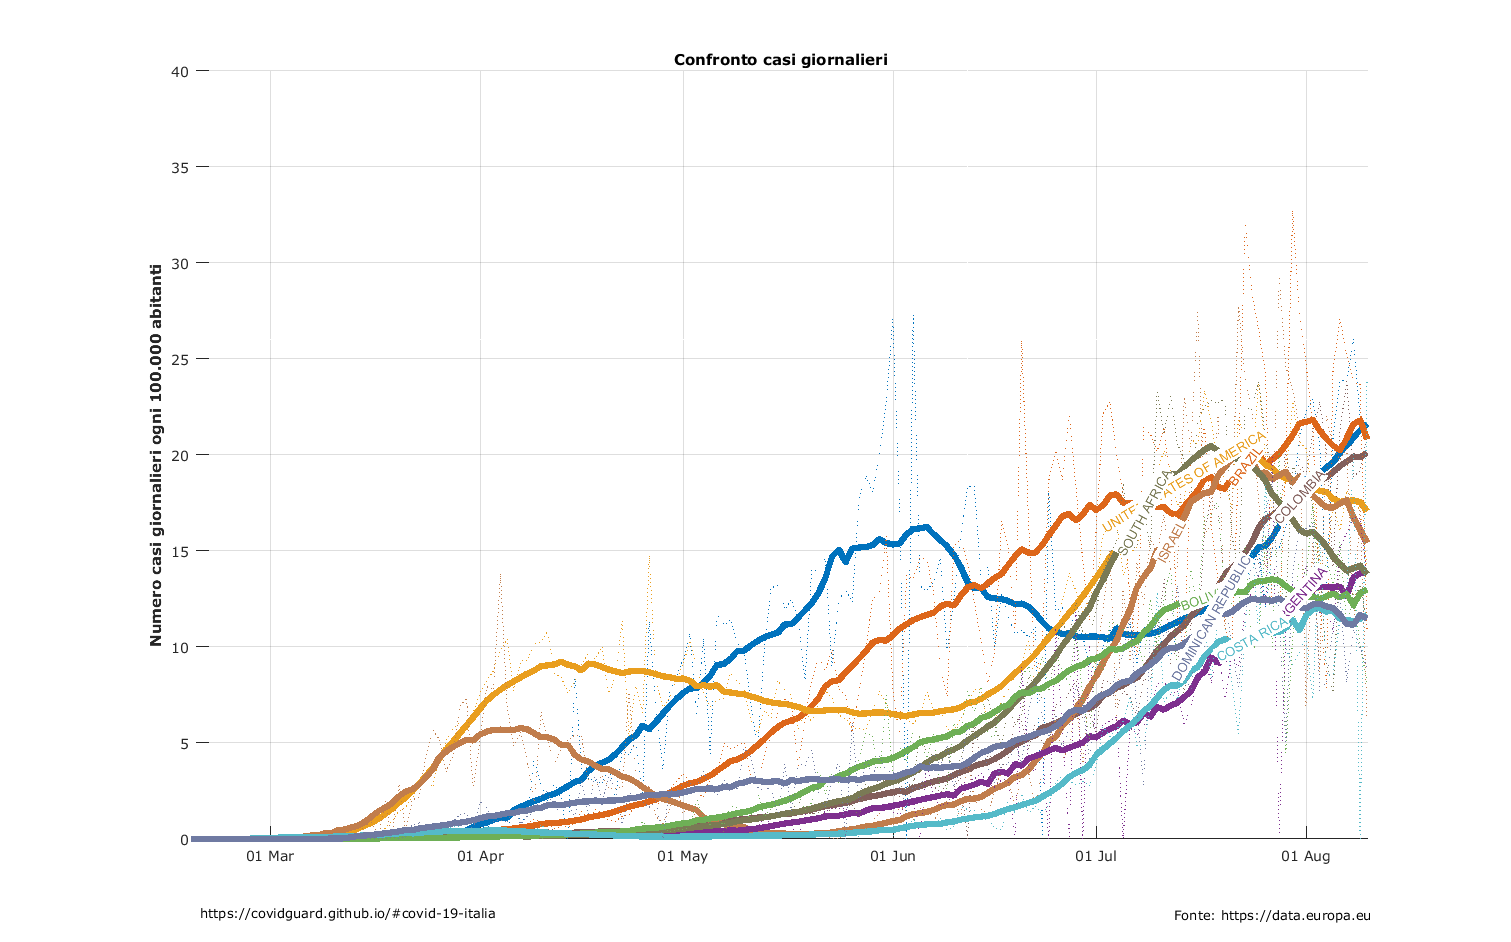 Confronto casi giornalieri
Numero casi giornalieri ogni 100.000 abitanti
40
35
30
25
20
15
10
5
0
01 Mar
01 Apr
01 May
01 Jun
01 Jul
01 Aug
ATES OF AMERICA
BRAZIL
SOUTH AFRICA
ISRAEL
COLOMBIA
DOMINICAN REPUBLIC
COSTA RICA
https://covidguard.github.io/#covid-19-italia
Fonte: https://data.europa.eu